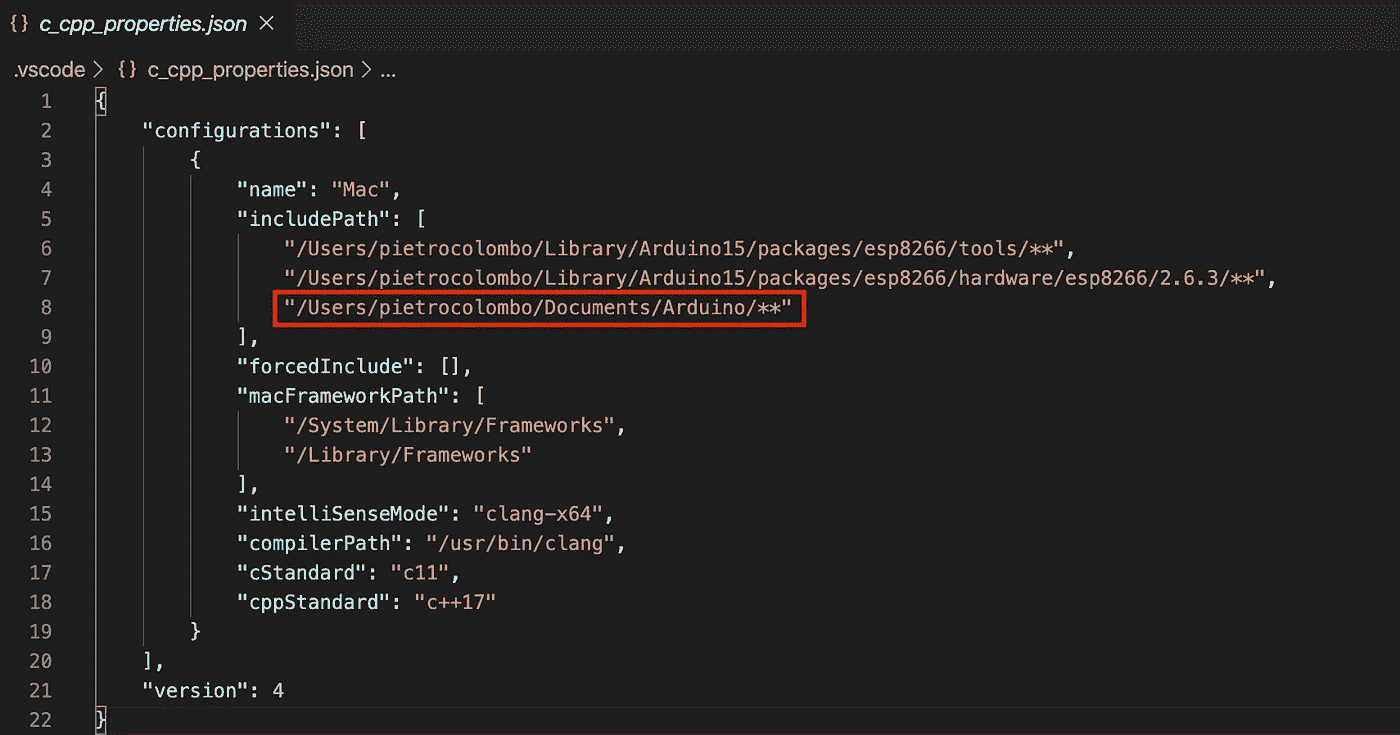 {} c_cpp_properties.json ×
.vscode > {} c_cpp_properties.json > ...
1 {
2 "configurations": [
3 {
4 "name": "Mac",
5 "includePath": [
6 "/Users/pietrocolombo/Library/Arduino15/packages/esp8266/tools/**",
7 "/Users/pietrocolombo/Library/Arduino15/packages/esp8266/hardware/esp8266/2.6.3/**",
8 "/Users/pietrocolombo/Documents/Arduino/**"
9 ],
10 "forcedInclude": [],
11 "macFrameworkPath": [
12 "/System/Library/Frameworks",
13 "/Library/Frameworks"
14 ],
15 "intelliSenseMode": "clang-x64",
16 "compilerPath": "/usr/bin/clang",
17 "cStandard": "c11",
18 "cppStandard": "c++17"
19 }
20 ],
21 "version": 4
22 }